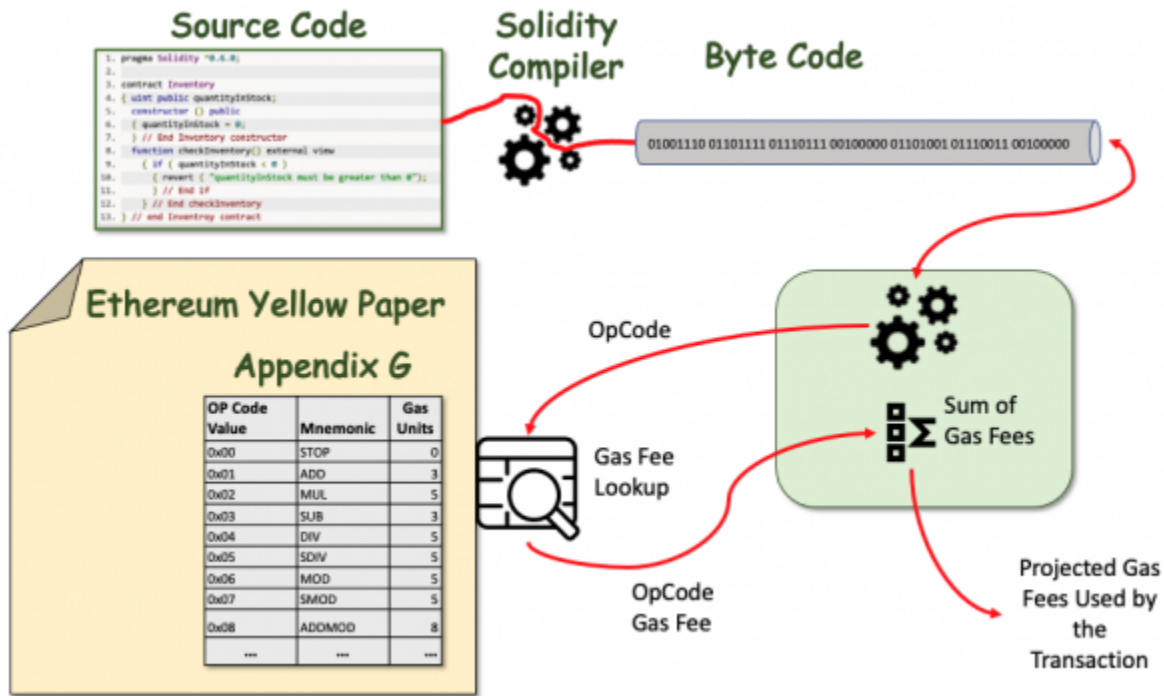 Source Code
1. pragma Solidity ^0.6.0;
2.
3. contract Inventory
4. { uint public quantityInStock;
5. constructor () public
6. { quantityInStock = 0;
7. } // End Inventory constructor
8. function checkInventory() external view
9. { if ( quantityInStock < 0 )
10. { revert ( "quantityInStock must be greater than 0");
11. } // End if
12. } // End checkInventory
13. } // end Inventroy contract
Solidity
Compiler
Byte Code
01001110 01101111 01110111 00100000 01101001 01110011 00100000
Ethereum Yellow Paper
Appendix G
OP Code Value Mnemonic Gas Units
0x00 STOP 0
0x01 ADD 3
0x02 MUL 5
0x03 SUB 3
0x04 DIV 5
0x05 SDIV 5
0x06 MOD 5
0x07 SMOD 5
0x08 ADDMOD 8
... ... ...
OpCode
Gas Fee
Lookup
OpCode
Gas Fee
Sum of
Gas Fees
Projected Gas
Fees Used by
the
Transaction